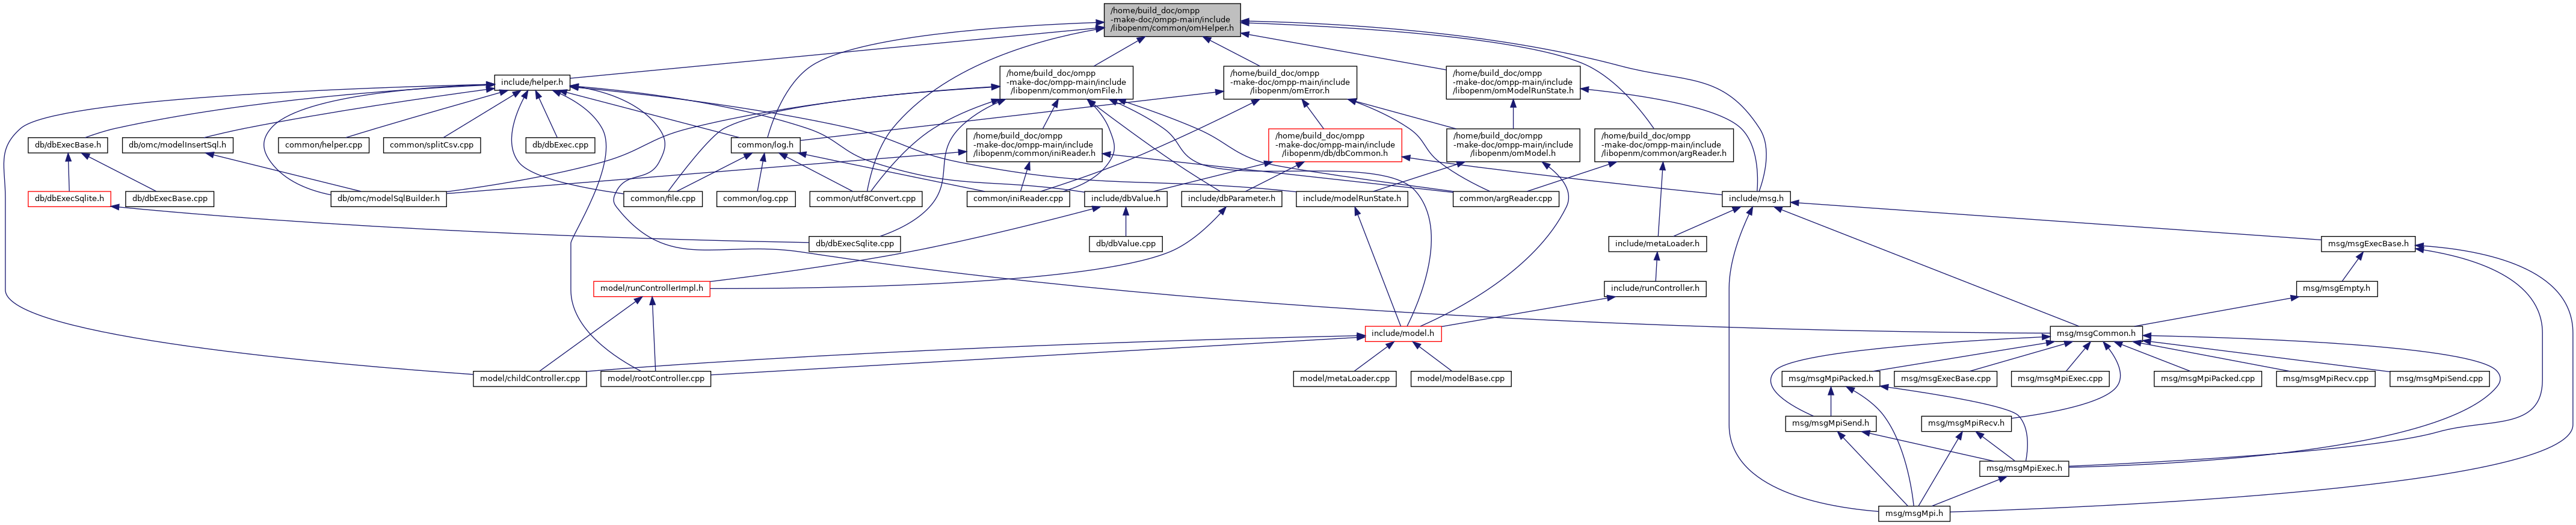 /home/build_doc/ompp
-make-doc/ompp-main/include
/libopenm/common/omHelper.h
include/helper.h
/home/build_doc/ompp
-make-doc/ompp-main/include
/libopenm/common/omFile.h
/home/build_doc/ompp
-make-doc/ompp-main/include
/libopenm/omError.h
/home/build_doc/ompp
-make-doc/ompp-main/include
/libopenm/omModelRunState.h
db/dbExecBase.h
db/omc/modelInsertSql.h
common/helper.cpp
common/splitCsv.cpp
db/dbExec.cpp
common/log.h
/home/build_doc/ompp
-make-doc/ompp-main/include
/libopenm/common/iniReader.h
/home/build_doc/ompp
-make-doc/ompp-main/include
/libopenm/db/dbCommon.h
/home/build_doc/ompp
-make-doc/ompp-main/include
/libopenm/omModel.h
/home/build_doc/ompp
-make-doc/ompp-main/include
/libopenm/common/argReader.h
db/dbExecSqlite.h
db/dbExecBase.cpp
db/omc/modelSqlBuilder.h
common/file.cpp
common/log.cpp
common/utf8Convert.cpp
common/iniReader.cpp
include/dbValue.h
include/dbParameter.h
include/modelRunState.h
common/argReader.cpp
include/msg.h
db/dbExecSqlite.cpp
db/dbValue.cpp
include/metaLoader.h
msg/msgExecBase.h
model/runControllerImpl.h
include/runController.h
msg/msgEmpty.h
include/model.h
msg/msgCommon.h
model/childController.cpp
model/rootController.cpp
model/metaLoader.cpp
model/modelBase.cpp
msg/msgMpiPacked.h
msg/msgExecBase.cpp
msg/msgMpiExec.cpp
msg/msgMpiPacked.cpp
msg/msgMpiRecv.cpp
msg/msgMpiSend.cpp
msg/msgMpiSend.h
msg/msgMpiRecv.h
msg/msgMpiExec.h
msg/msgMpi.h